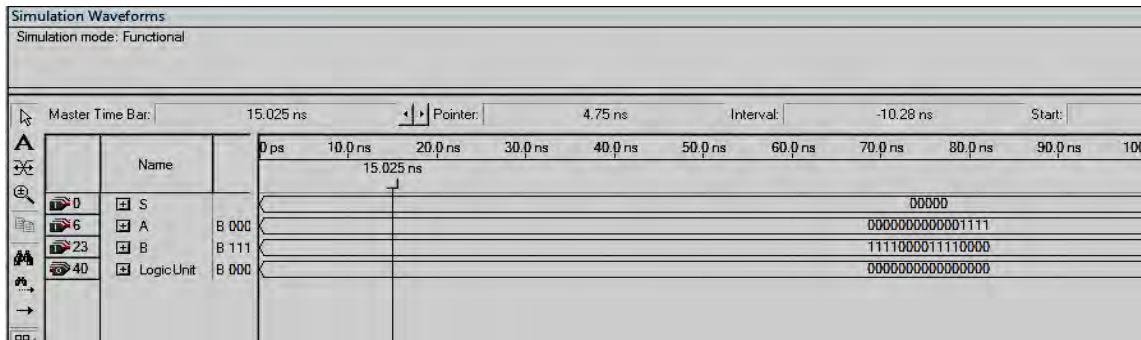 Simulation Waveforms
Simulation mode: Functional
Master Time Bar: 15.025 ns Pointer: 4.75 ns Interval: -10.28 ns Start:
A
Name
0 ps 10.0 ns 20.0 ns 30.0 ns 40.0 ns 50.0 ns 60.0 ns 70.0 ns 80.0 ns 90.0 ns 10
15.025 ns
0 S 00000
6 A B 000 0000000000001111
23 B B 111 1111000011110000
40 LogicUnit B 000 0000000000000000